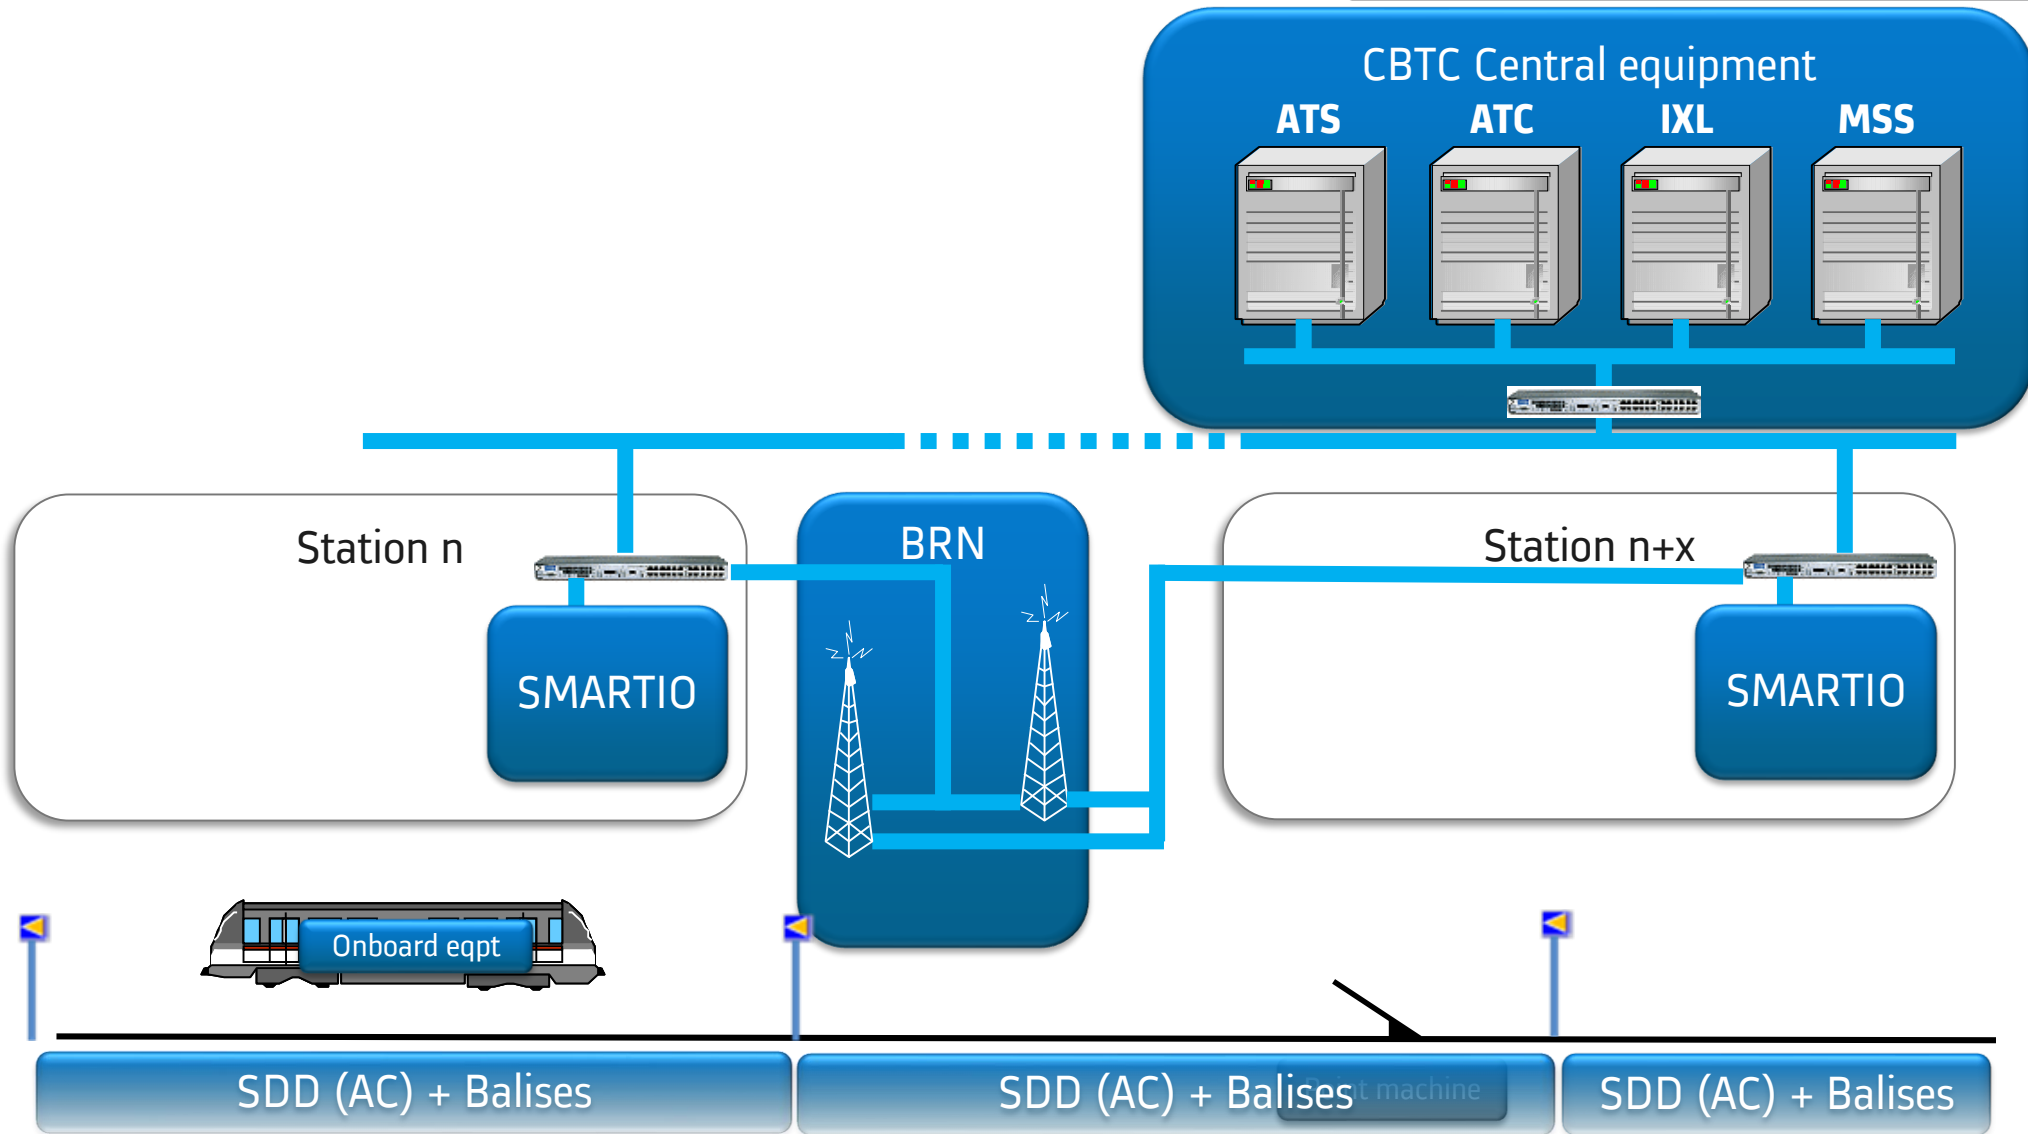 CBTC Central equipment
ATS ATC IXL MSS
Station n
BRN
Station n+x
SMARTIO
SMARTIO
Onboard eqpt
SDD (AC) + Balises
SDD (AC) + Balises
machine
SDD (AC) + Balises